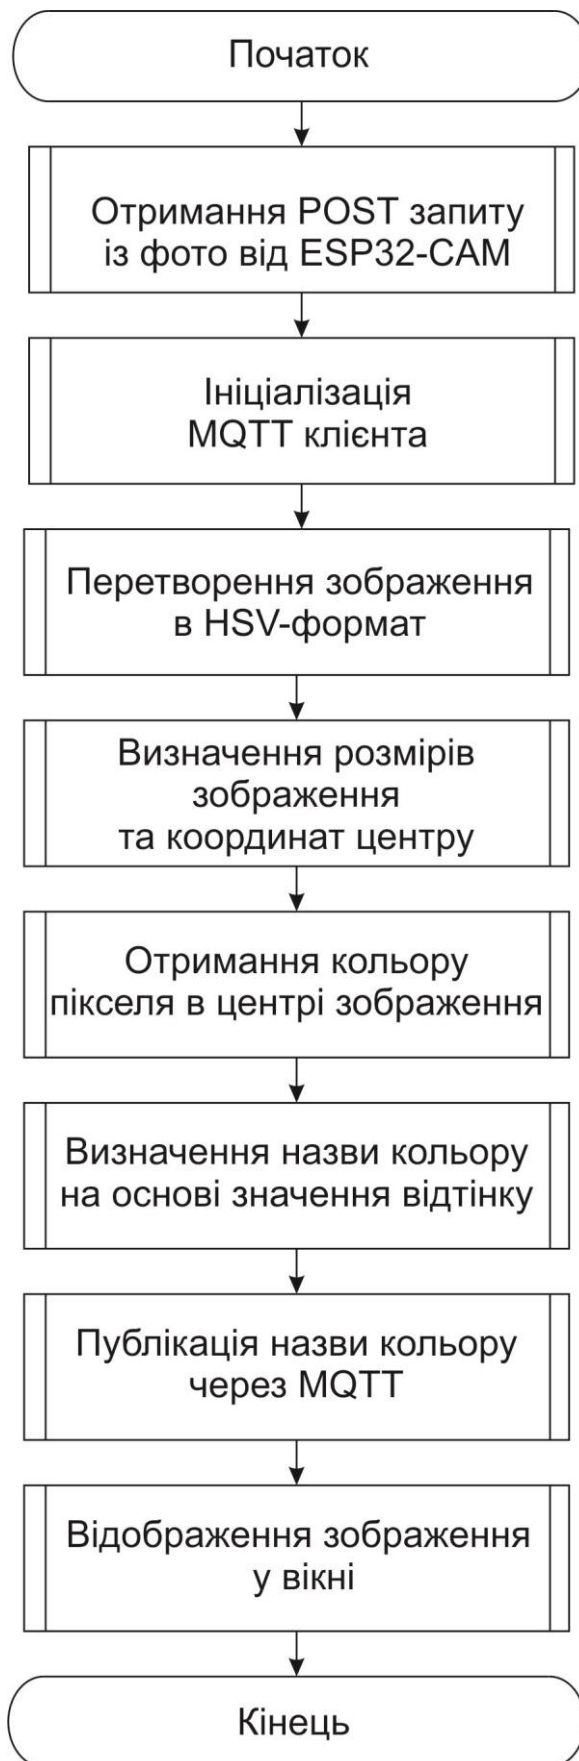 Початок
Отримання POST запиту
із фото від ESP32-CAM
Ініціалізація
MQTT клієнта
Перетворення зображення
в HSV-формат
Визначення розмірів
зображення
та координат центру
Отримання кольору
пікселя в центрі зображення
Визначення назви кольору
на основі значення відтінку
Публікація назви кольору
через MQTT
Відображення зображення
у вікні
Кінець